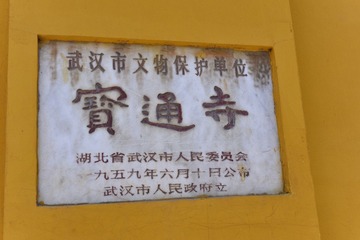 武汉市文物保护单位
寳通寺
湖北省武汉市人民委员会
一九五九年六月十日公布
武汉市人民政府立